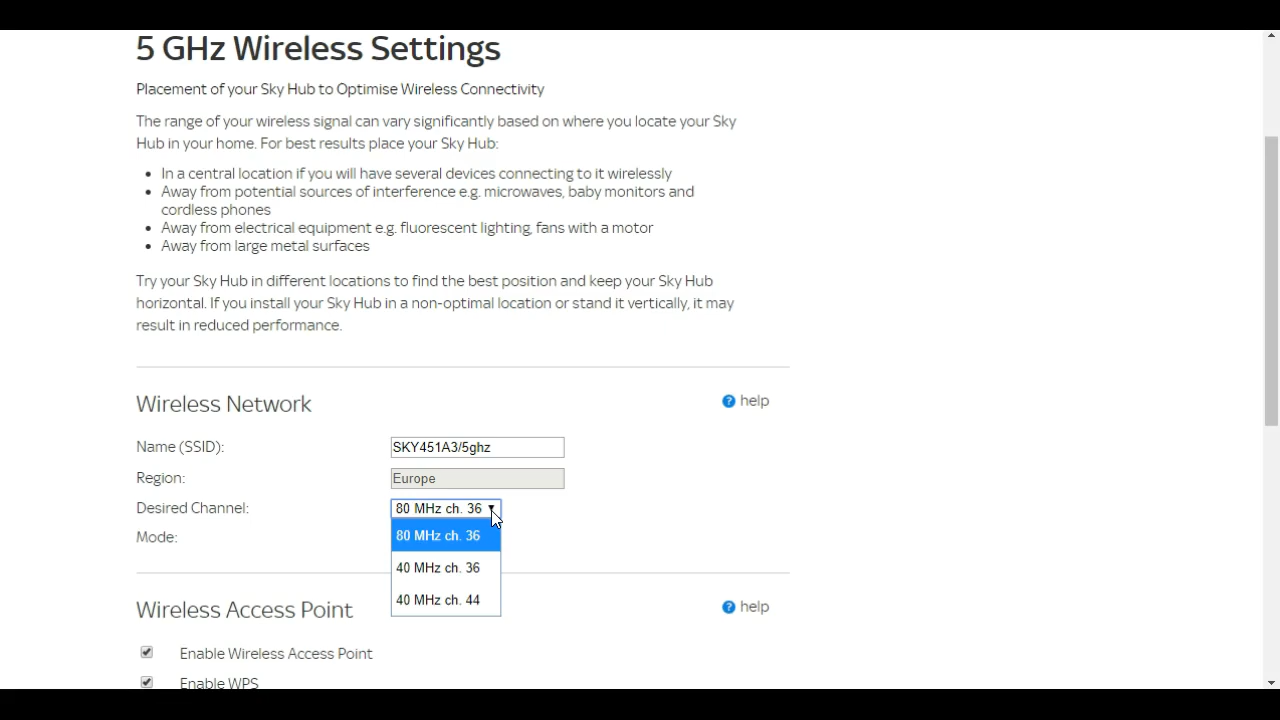 5 GHz Wireless Settings
Placement of your Sky Hub to Optimise Wireless Connectivity
The range of your wireless signal can vary significantly based on where you locate your Sky
Hub in your home. For best results place your Sky Hub:
• In a central location if you will have several devices connecting to it wirelessly
• Away from potential sources of interference e.g. microwaves, baby monitors and
cordless phones
• Away from electrical equipment e.g. fluorescent lighting, fans with a motor
• Away from large metal surfaces
Try your Sky Hub in different locations to find the best position and keep your Sky Hub
horizontal. If you install your Sky Hub in a non-optimal location or stand it vertically, it may
result in reduced performance.
Wireless Network ? help
Name (SSID): SKY451A3/5ghz
Region: Europe
Desired Channel: 80 MHz ch. 36
Mode: 80 MHz ch. 36
40 MHz ch. 36
40 MHz ch. 44
Wireless Access Point ? help
Enable Wireless Access Point
Enable WPS